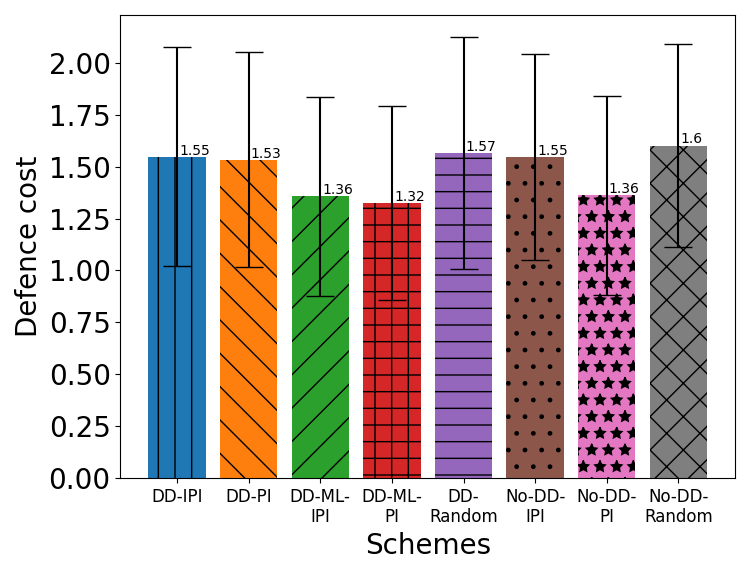 Defence cost
2.00
1.75
1.50
1.25
1.00
0.75
0.50
0.25
0.00
1.55
1.53
1.36
1.32
1.57
1.55
1.36
1.6
DD-IPI
DD-PI
DD-ML-
IPI
DD-ML-
PI
DD-
Random
No-DD-
IPI
No-DD-
PI
No-DD-
Random
Schemes